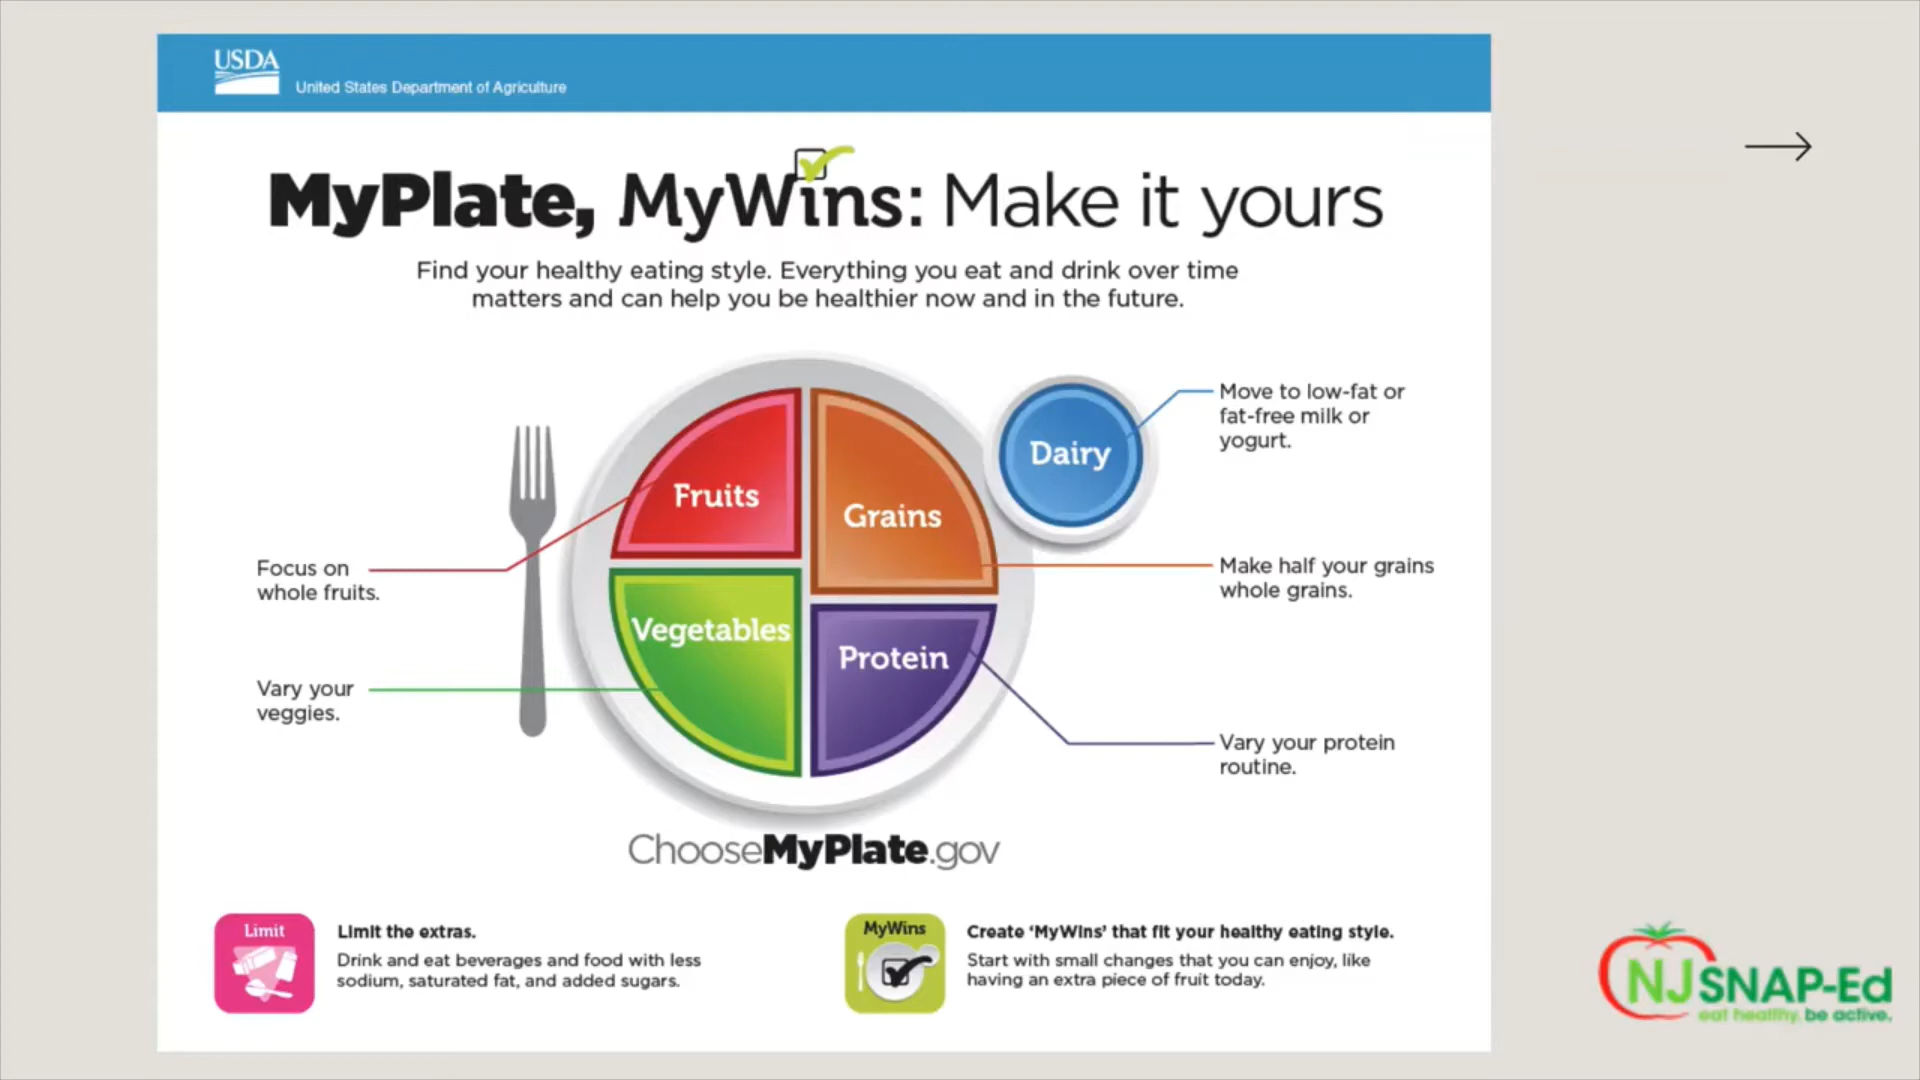 USDA
United States Department of Agriculture
MyPlate, MyWins: Make it yours
Find your healthy eating style. Everything you eat and drink over time
matters and can help you be healthier now and in the future.
Fruits
Grains
Dairy
Vegetables
Protein
Focus on
whole fruits.
Vary your
veggies.
Move to low-fat or
fat-free milk or
yogurt.
Make half your grains
whole grains.
Vary your protein
routine.
ChooseMyPlate.gov
Limit
Limit the extras.
Drink and eat beverages and food with less
sodium, saturated fat, and added sugars.
MyWins
Create ‘MyWins’ that fit your healthy eating style.
Start with small changes that you can enjoy, like
having an extra piece of fruit today.
NJSNAP-Ed
eat healthy. be active.